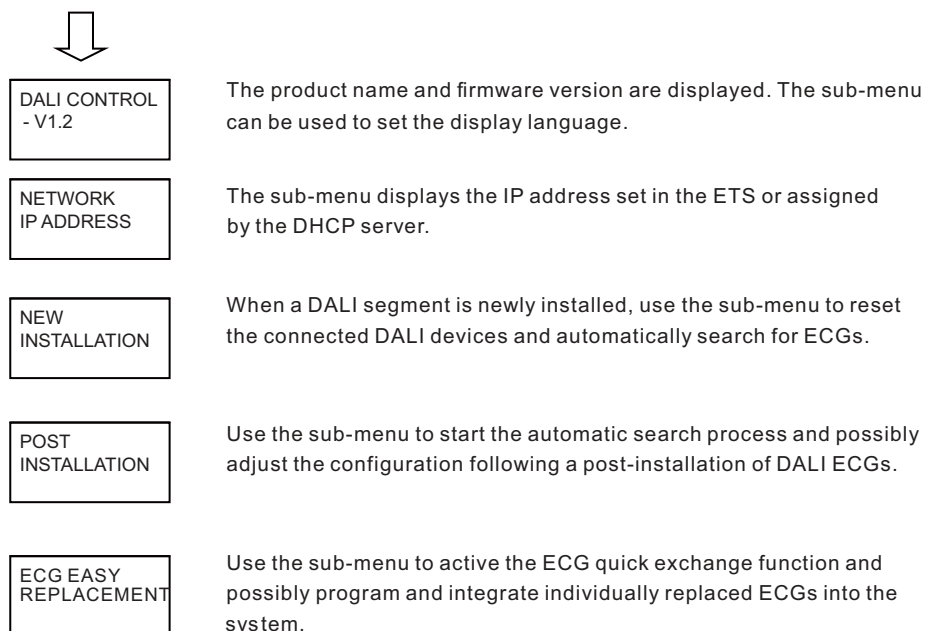 DALI CONTROL
- V1.2
The product name and firmware version are displayed. The sub-menu
can be used to set the display language.
NETWORK
IP ADDRESS
The sub-menu displays the IP address set in the ETS or assigned
by the DHCP server.
NEW
INSTALLATION
When a DALI segment is newly installed, use the sub-menu to reset
the connected DALI devices and automatically search for ECGs.
POST
INSTALLATION
Use the sub-menu to start the automatic search process and possibly
adjust the configuration following a post-installation of DALI ECGs.
ECG EASY
REPLACEMENT
Use the sub-menu to active the ECG quick exchange function and
possibly program and integrate individually replaced ECGs into the
system.